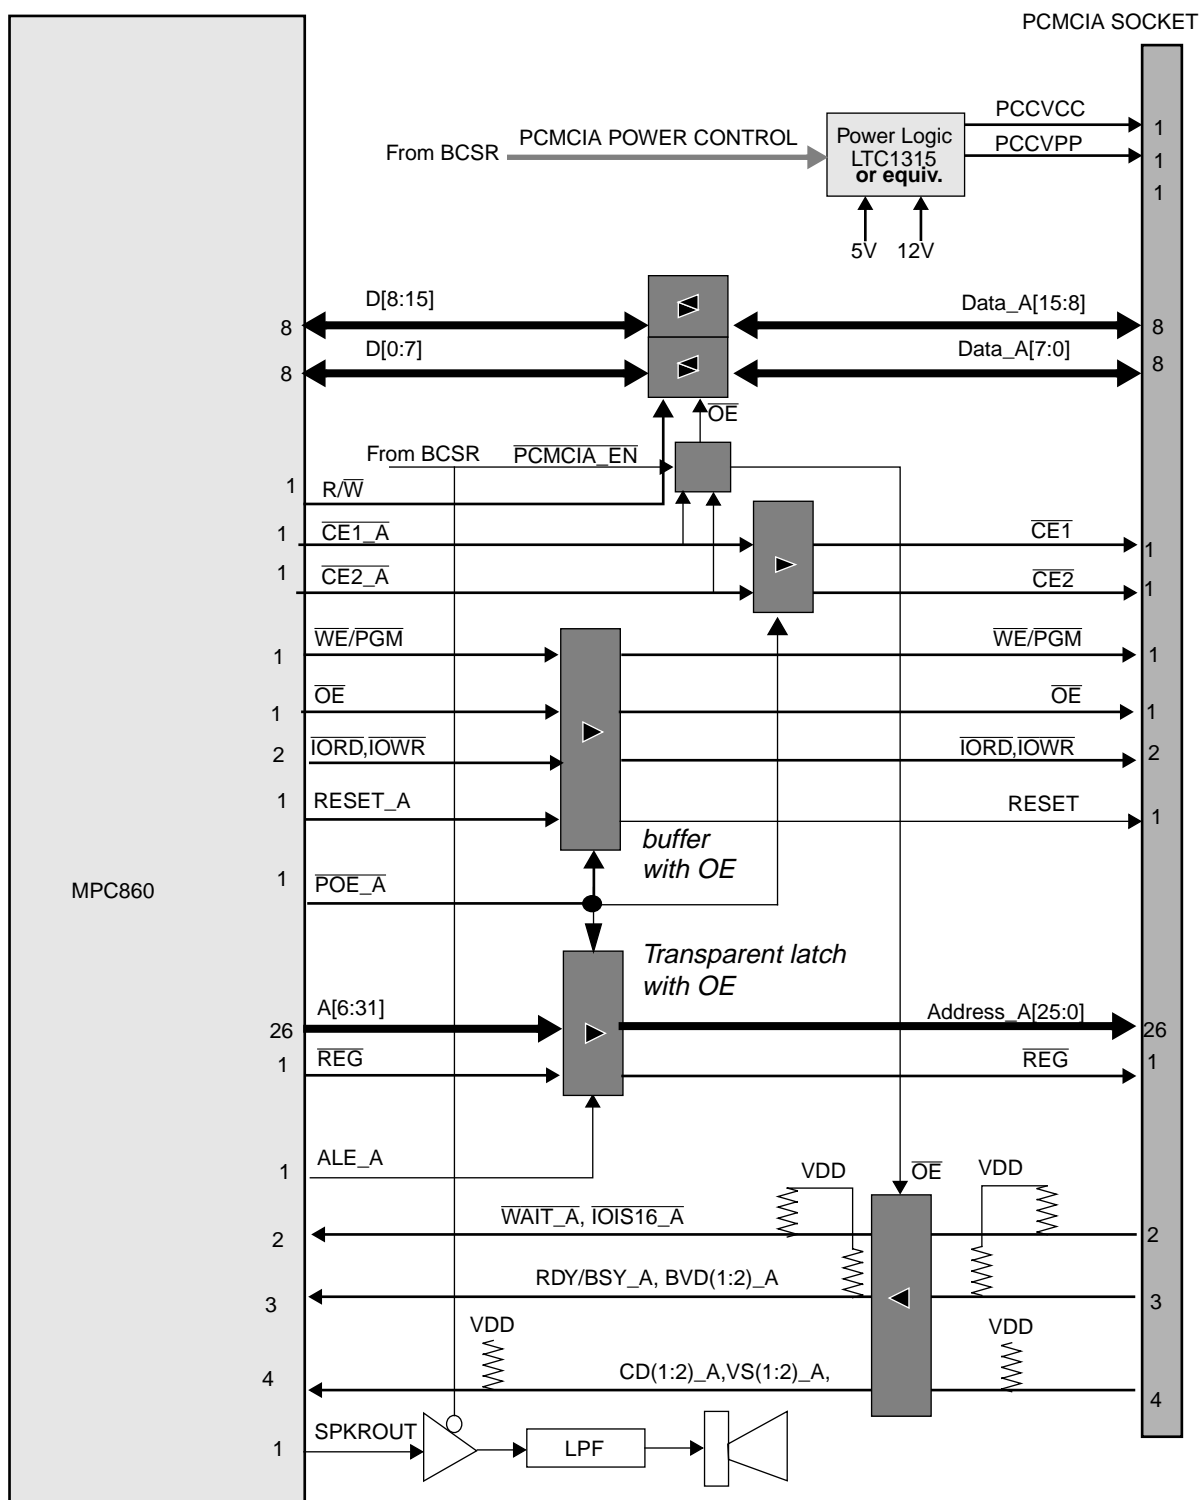 PCMCIA SOCKET
PCCVCC
1
From BCSR
PCMCIA POWER CONTROL
Power Logic
LTC1315
or equiv.
PCCVPP
1
1
5V
12V
D[8:15]
Data_A[15:8]
8
8
D[0:7]
Data_A[7:0]
8
8
OE
From BCSR
PCMCIA_EN
1
R/W
1
CE1_A
CE1
1
1
CE2_A
CE2
1
1
WE/PGM
WE/PGM
1
1
OE
OE
1
2
IORD,IOWR
IORD,IOWR
2
1
RESET_A
RESET
1
buffer
with OE
MPC860
1
POE_A
Transparent latch
with OE
A[6:31]
Address_A[25:0]
26
26
1
REG
REG
1
1
ALE_A
VDD
OE
VDD
WAIT_A, IOIS16_A
2
2
RDY/BSY_A, BVD(1:2)_A
3
3
VDD
VDD
CD(1:2)_A,VS(1:2)_A,
4
4
1
SPKROUT
LPF